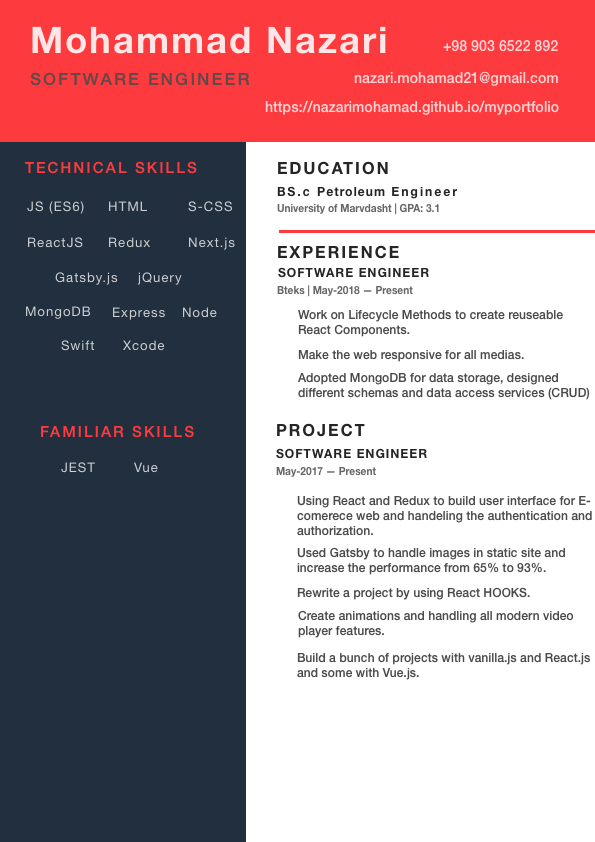 Mohammad Nazari
SOFTWARE ENGINEER
+98 903 6522 892
nazari.mohamad21@gmail.com
https://nazarimohamad.github.io/myportfolio
TECHNICAL SKILLS
JS (ES6) HTML S-CSS
ReactJS Redux Next.js
Gatsby.js jQuery
MongoDB Express Node
Swift Xcode
FAMILIAR SKILLS
JEST Vue
EDUCATION
BS.c Petroleum Engineer
University of Marvdasht | GPA: 3.1
EXPERIENCE
SOFTWARE ENGINEER
Bteks | May-2018 — Present
Work on Lifecycle Methods to create reuseable
React Components.
Make the web responsive for all medias.
Adopted MongoDB for data storage, designed
different schemas and data access services (CRUD)
PROJECT
SOFTWARE ENGINEER
May-2017 — Present
Using React and Redux to build user interface for E-
comerece web and handeling the authentication and
authorization.
Used Gatsby to handle images in static site and
increase the performance from 65% to 93%.
Rewrite a project by using React HOOKS.
Create animations and handling all modern video
player features.
Build a bunch of projects with vanilla.js and React.js
and some with Vue.js.